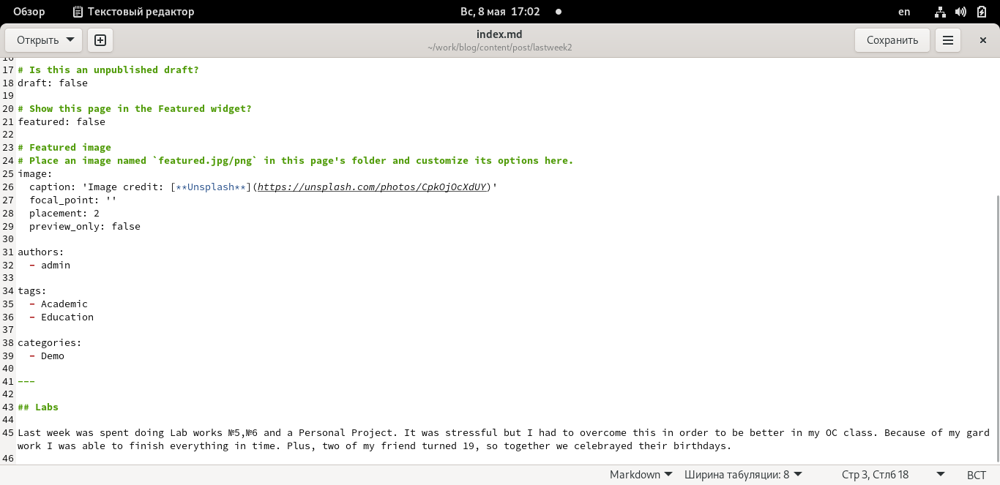 Обзор Текстовый редактор Вс, 8 мая 17:02 en
Открыть index.md Сохранить
~/work/blog/content/post/lastweek2
16
17 # Is this an unpublished draft?
18 draft: false
19
20 # Show this page in the Featured widget?
21 featured: false
22
23 # Featured image
24 # Place an image named `featured.jpg/png` in this page's folder and customize its options here.
25 image:
26   caption: 'Image credit: [**Unsplash**](https://unsplash.com/photos/CpkOjOcXdUY)'
27   focal_point: ''
28   placement: 2
29   preview_only: false
30
31 authors:
32   - admin
33
34 tags:
35   - Academic
36   - Education
37
38 categories:
39   - Demo
40
41 ---
42
43 ## Labs
44
45 Last week was spent doing Lab works №5,№6 and a Personal Project. It was stressful but I had to overcome this in order to be better in my OC class. Because of my gard
work I was able to finish everything in time. Plus, two of my friend turned 19, so together we celebrayed their birthdays.
46
Markdown Ширина табуляции: 8 Стр 3, Стлб 18 ВСТ